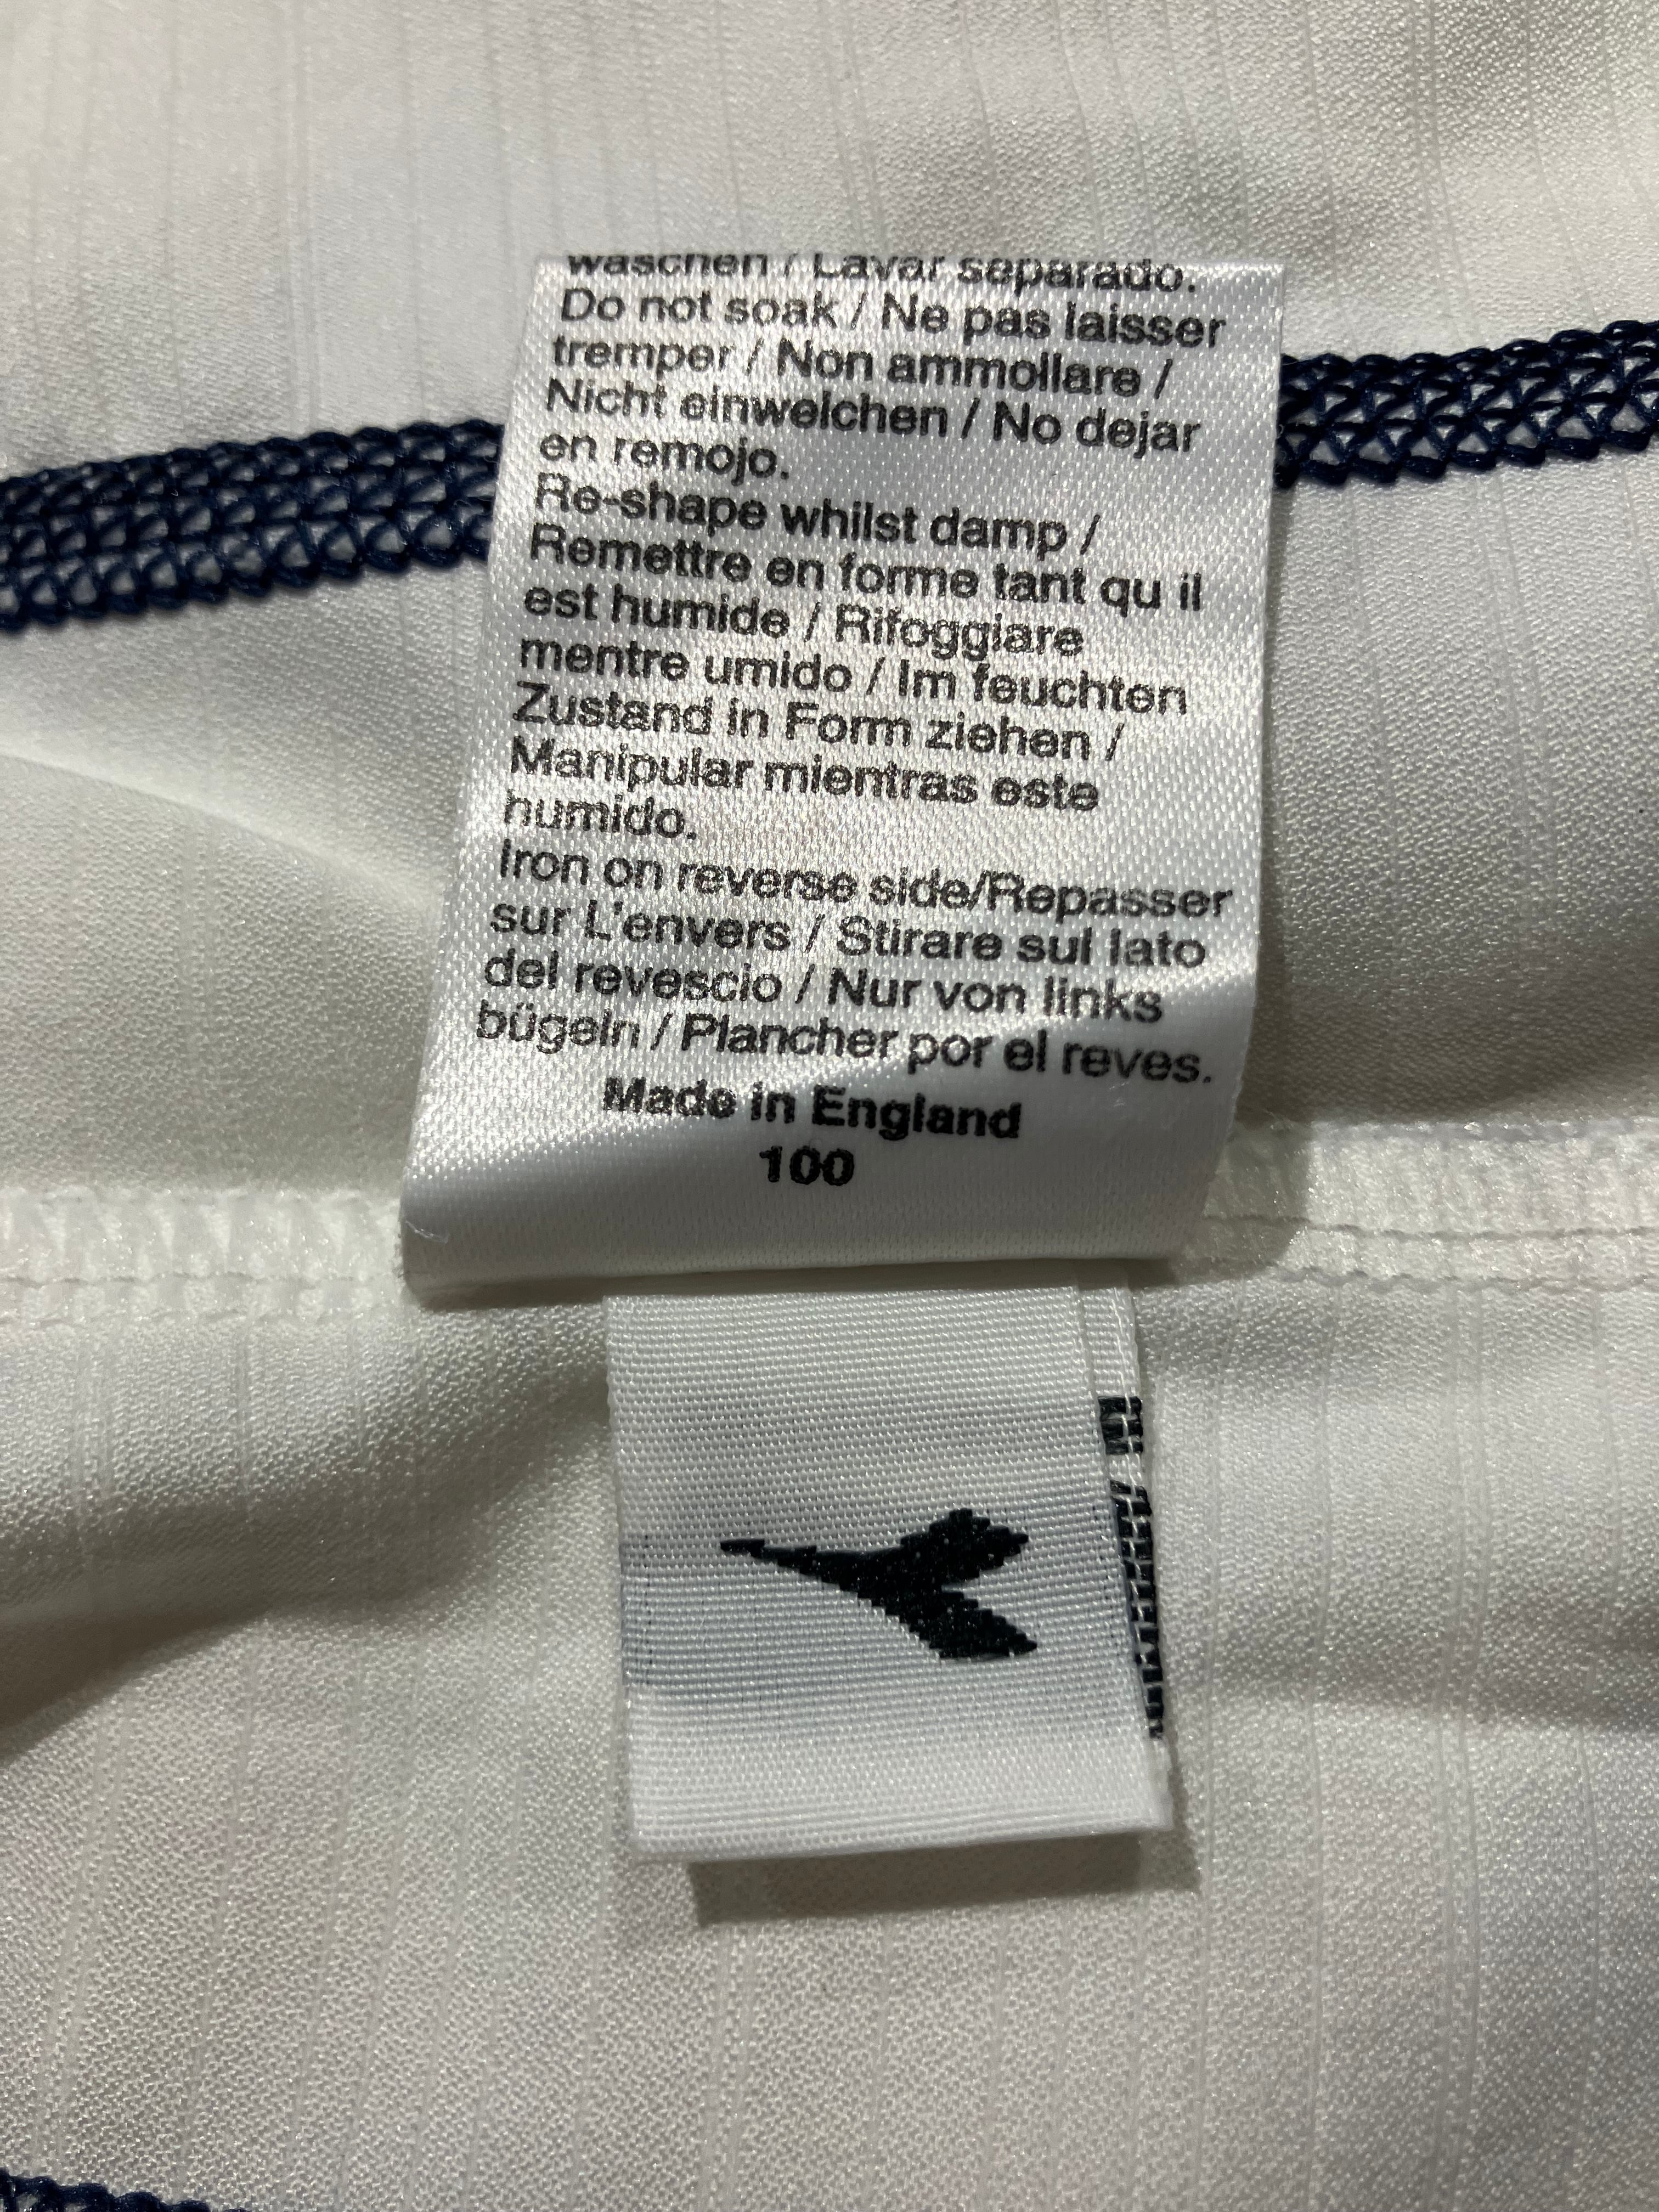 waschen / Lavar separado.
Do not soak / Ne pas laisser
tremper / Non ammollare /
Nicht einweichen / No dejar
en remojo.
Re-shape whilst damp /
Remettre en forme tant qu il
est humide / Rifoggiare
mentre umido / Im feuchten
Zustand in Form ziehen /
Manipular mientras este
humido.
Iron on reverse side/Repasser
sur L'envers / Stirare sul lato
del revescio / Nur von links
bügeln / Plancher por el reves.
Made in England
100